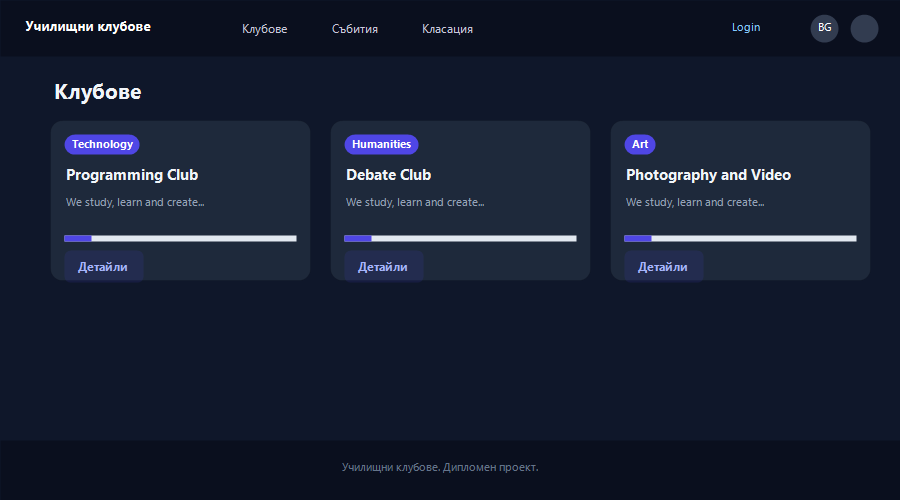 Училищни клубове
Клубове Събития Класация
Login
BG
Клубове
Technology
Programming Club
We study, learn and create...
Детайли
Humanities
Debate Club
We study, learn and create...
Детайли
Art
Photography and Video
We study, learn and create...
Детайли
Училищни клубове. Дипломен проект.